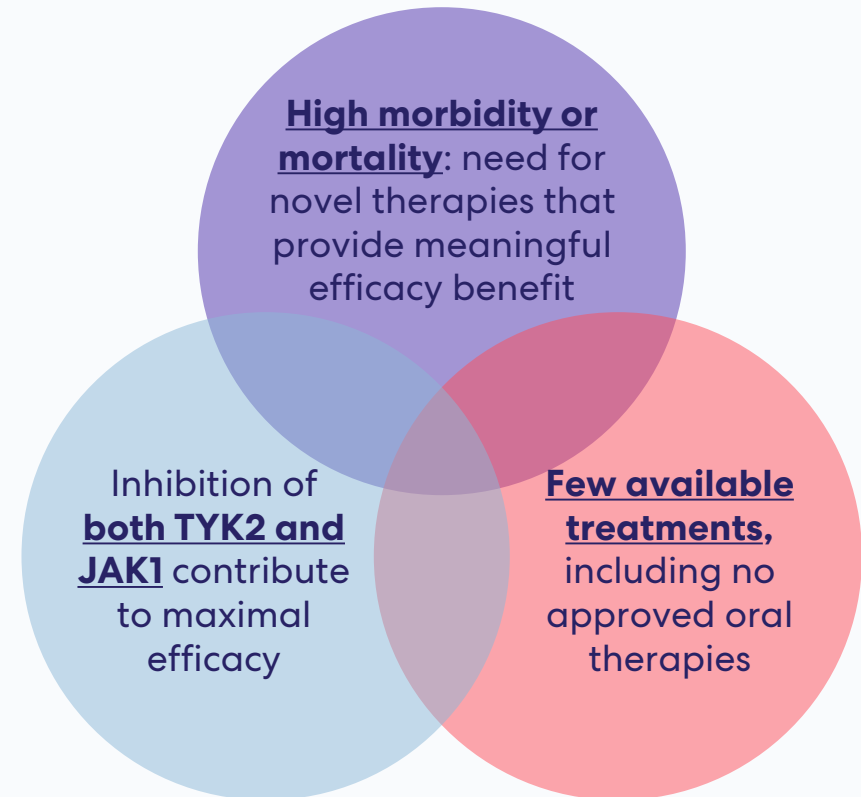 High morbidity or
mortality: need for
novel therapies that
provide meaningful
efficacy benefit
Inhibition of
both TYK2 and
JAK1 contribute
to maximal
efficacy
Few available
treatments,
including no
approved oral
therapies